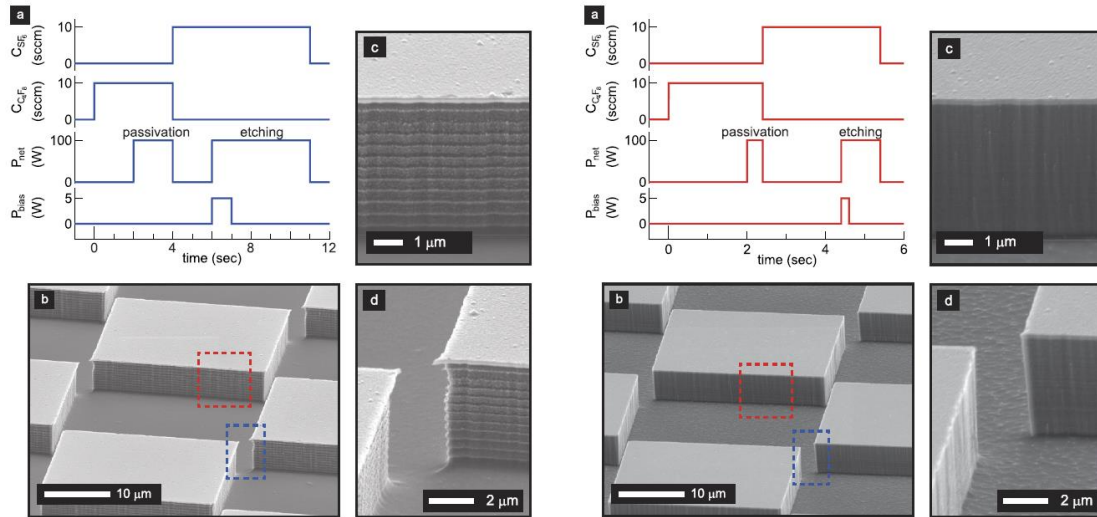 a
C_SF₆
(sccm)
10
0
C_C₄F₈
(sccm)
10
0
passivation
etching
P_net
(W)
100
0
P_bias
(W)
5
0
0
4
8
12
time (sec)
c
1 μm
b
10 μm
d
2 μm
a
C_SF₆
(sccm)
10
0
C_C₄F₈
(sccm)
10
0
passivation
etching
P_net
(W)
100
0
P_bias
(W)
5
0
0
2
4
6
time (sec)
c
1 μm
b
10 μm
d
2 μm